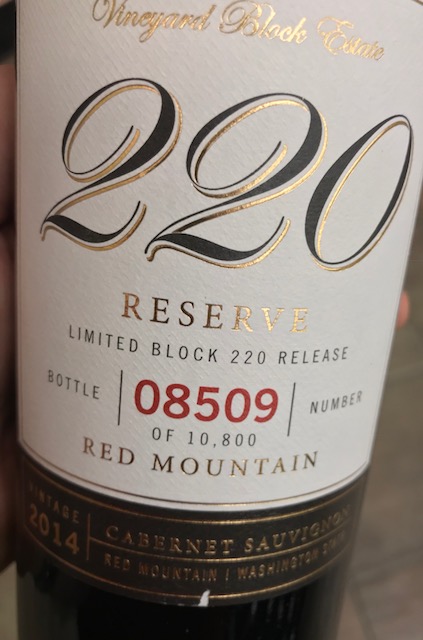 Vineyard Block Estate
220
RESERVE
LIMITED BLOCK 220 RELEASE
BOTTLE 08509 NUMBER
OF 10,800
RED MOUNTAIN
VINTAGE
2014
CABERNET SAUVIGNON
RED MOUNTAIN | WASHINGTON STATE